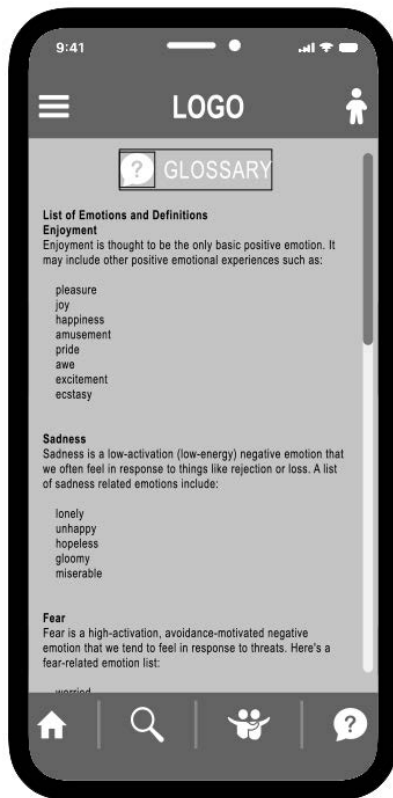 9:41
LOGO
? GLOSSARY
List of Emotions and Definitions
Enjoyment
Enjoyment is thought to be the only basic positive emotion. It
may include other positive emotional experiences such as:
pleasure
joy
happiness
amusement
pride
awe
excitement
ecstasy
Sadness
Sadness is a low-activation (low-energy) negative emotion that
we often feel in response to things like rejection or loss. A list
of sadness related emotions include:
lonely
unhappy
hopeless
gloomy
miserable
Fear
Fear is a high-activation, avoidance-motivated negative
emotion that we tend to feel in response to threats. Here's a
fear-related emotion list:
worried
?